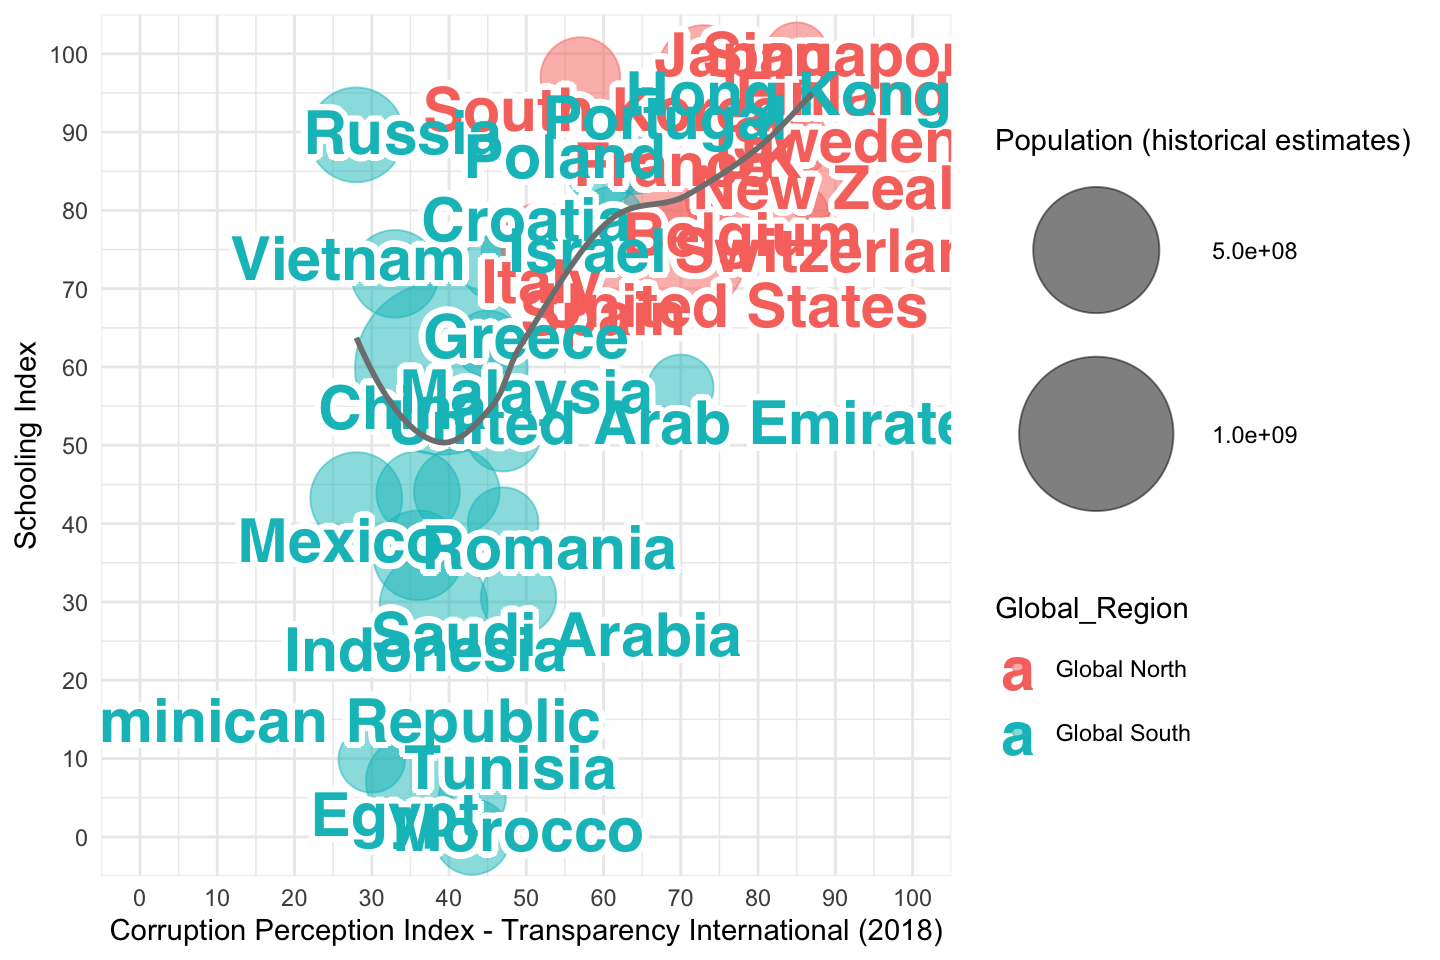 Schooling Index
100
90
80
70
60
50
40
30
20
10
0
Japan
Singapor
Finland
Hong Kong
South Korea
Portugal
Russia
Sweden
Poland
France
UK
New Zeal
Croatia
Belgium
Israel
Switzerlan
Vietnam
Italy
United States
Spain
Greece
Malaysia
China
United Arab Emirate
Mexico
Romania
Saudi Arabia
Indonesia
minican Republic
Tunisia
Egypt
Morocco
0 10 20 30 40 50 60 70 80 90 100
Corruption Perception Index - Transparency International (2018)
Population (historical estimates)
5.0e+08
1.0e+09
Global_Region
a Global North
a Global South